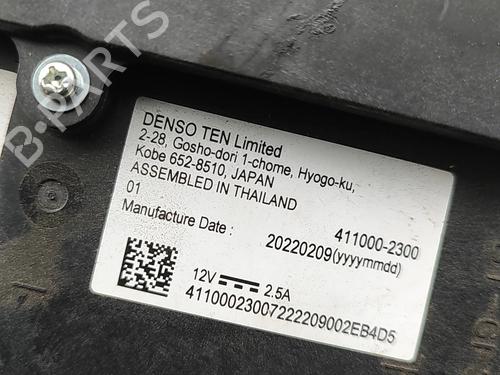 B-PARTS
DENSO TEN Limited
2-28, Gosho-dori 1-chome, Hyogo-ku,
Kobe 652-8510, JAPAN
ASSEMBLED IN THAILAND
01
411000-2300
Manufacture Date : 20220209(yyyymmdd)
12V 2.5A
41100023007222209002EB4D5